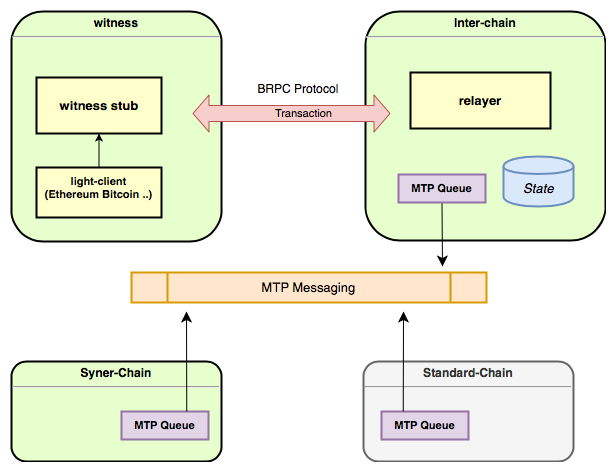 witness
Inter-chain
BRPC Protocol
witness stub
Transaction
relayer
light-client
(Ethereum Bitcoin ..)
MTP Queue
State
MTP Messaging
Syner-Chain
Standard-Chain
MTP Queue
MTP Queue